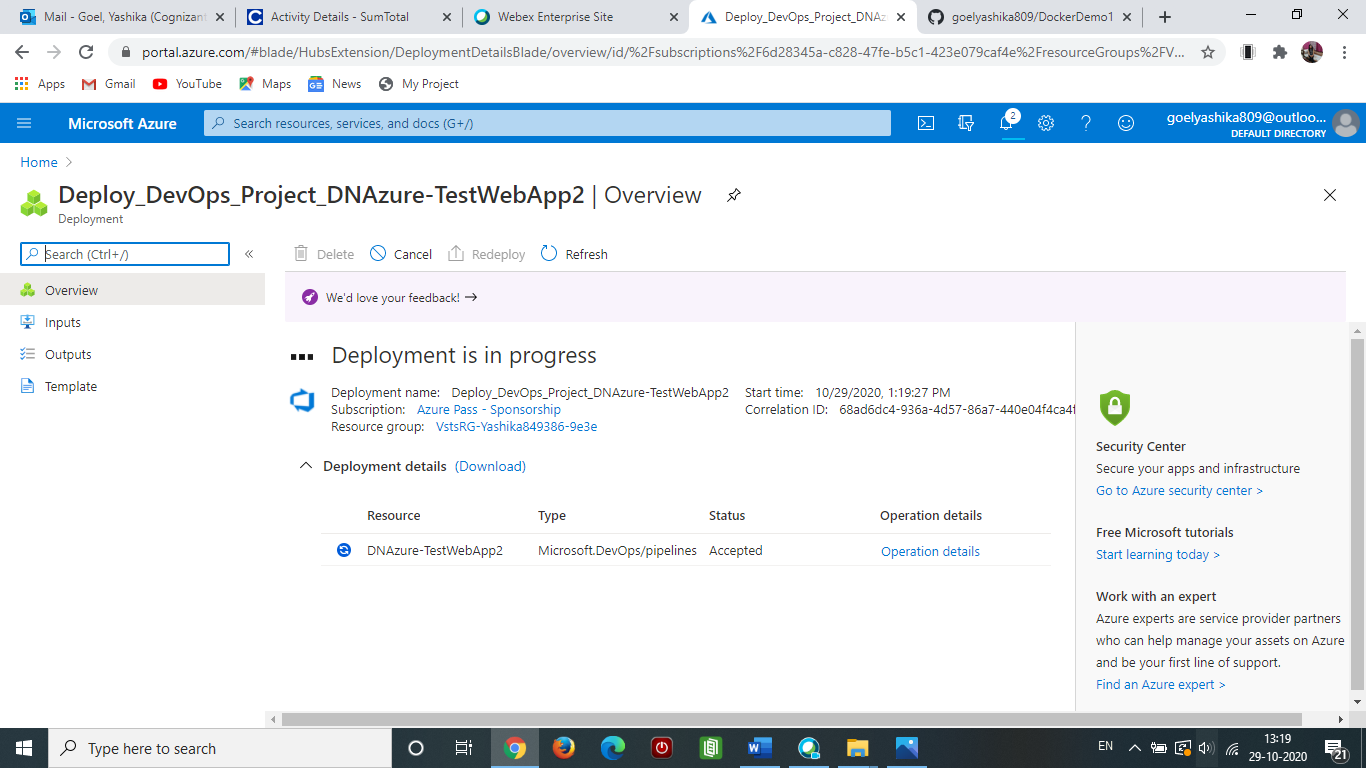 Mail - Goel, Yashika (Cognizant
Activity Details - SumTotal
Webex Enterprise Site
Deploy_DevOps_Project_DNAz
goelyashika809/DockerDemo1
portal.azure.com/#blade/HubsExtension/DeploymentDetailsBlade/overview/id/%2Fsubscriptions%2F6d28345a-c828-47fe-b5c1-423e079caf4e%2FresourceGroups%2FV...
Apps
Gmail
YouTube
Maps
News
My Project
Microsoft Azure
Search resources, services, and docs (G+/)
2
goelyashika809@outloo...
DEFAULT DIRECTORY
Home
Deploy_DevOps_Project_DNAzure-TestWebApp2 | Overview
Deployment
Search (Ctrl+/)
«
Delete
Cancel
Redeploy
Refresh
Overview
Inputs
Outputs
Template
We'd love your feedback! →
Deployment is in progress
Deployment name: Deploy_DevOps_Project_DNAzure-TestWebApp2
Subscription: Azure Pass - Sponsorship
Resource group: VstsRG-Yashika849386-9e3e
Start time: 10/29/2020, 1:19:27 PM
Correlation ID: 68ad6dc4-936a-4d57-86a7-440e04f4ca4f
Deployment details (Download)
Resource Type Status Operation details
DNAzure-TestWebApp2 Microsoft.DevOps/pipelines Accepted Operation details
Security Center
Secure your apps and infrastructure
Go to Azure security center >
Free Microsoft tutorials
Start learning today >
Work with an expert
Azure experts are service provider partners
who can help manage your assets on Azure
and be your first line of support.
Find an Azure expert >
Type here to search
EN
13:19
29-10-2020
21